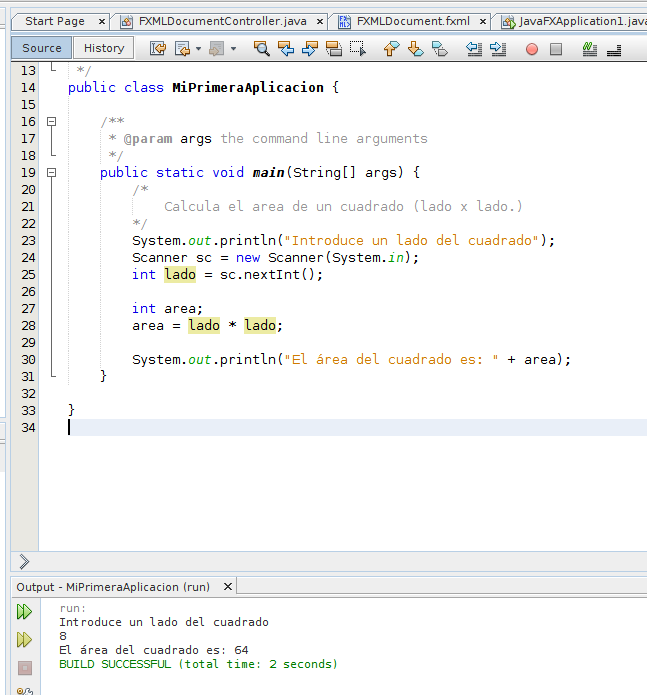 Start Page × FXMLDocumentController.java × FXMLDocument.fxml × JavaFXApplication1.java
Source History
13 */
14 public class MiPrimeraAplicacion {
15
16 /**
17 * @param args the command line arguments
18 */
19 public static void main(String[] args) {
20 /*
21 Calcula el area de un cuadrado (lado x lado.)
22 */
23 System.out.println("Introduce un lado del cuadrado");
24 Scanner sc = new Scanner(System.in);
25 int lado = sc.nextInt();
26
27 int area;
28 area = lado * lado;
29
30 System.out.println("El área del cuadrado es: " + area);
31 }
32
33 }
34
Output - MiPrimeraAplicacion (run) ×
run:
Introduce un lado del cuadrado
8
El área del cuadrado es: 64
BUILD SUCCESSFUL (total time: 2 seconds)